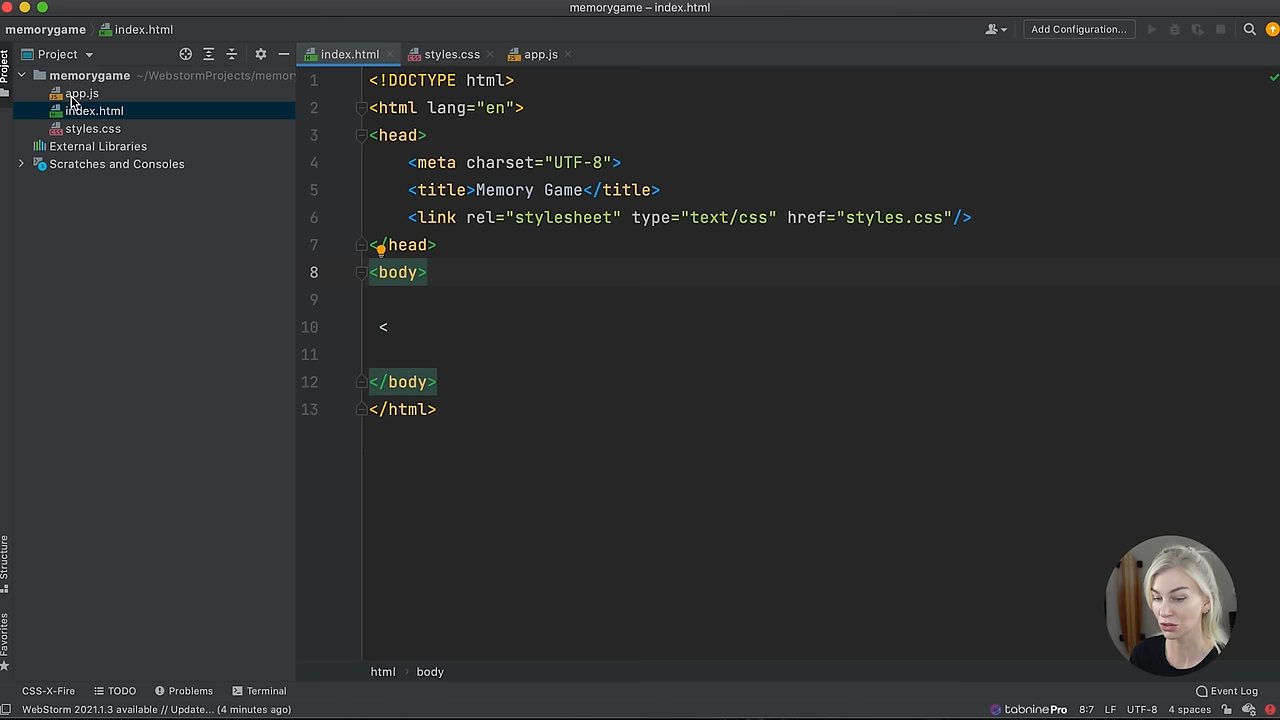 memorygame – index.html
memorygame index.html Add Configuration...
Project Project index.html styles.css app.js
memorygame ~/WebstormProjects/memory
app.js
index.html
styles.css
External Libraries
Scratches and Consoles
1 <!DOCTYPE html>
2 <html lang="en">
3 <head>
4 <meta charset="UTF-8">
5 <title>Memory Game</title>
6 <link rel="stylesheet" type="text/css" href="styles.css"/>
7 </head>
8 <body>
9
10 <
11
12 </body>
13 </html>
Structure
Favorites
html body
CSS-X-Fire TODO Problems Terminal Event Log
WebStorm 2021.1.3 available // Update... (4 minutes ago) tabninePro 8:7 LF UTF-8 4 spaces